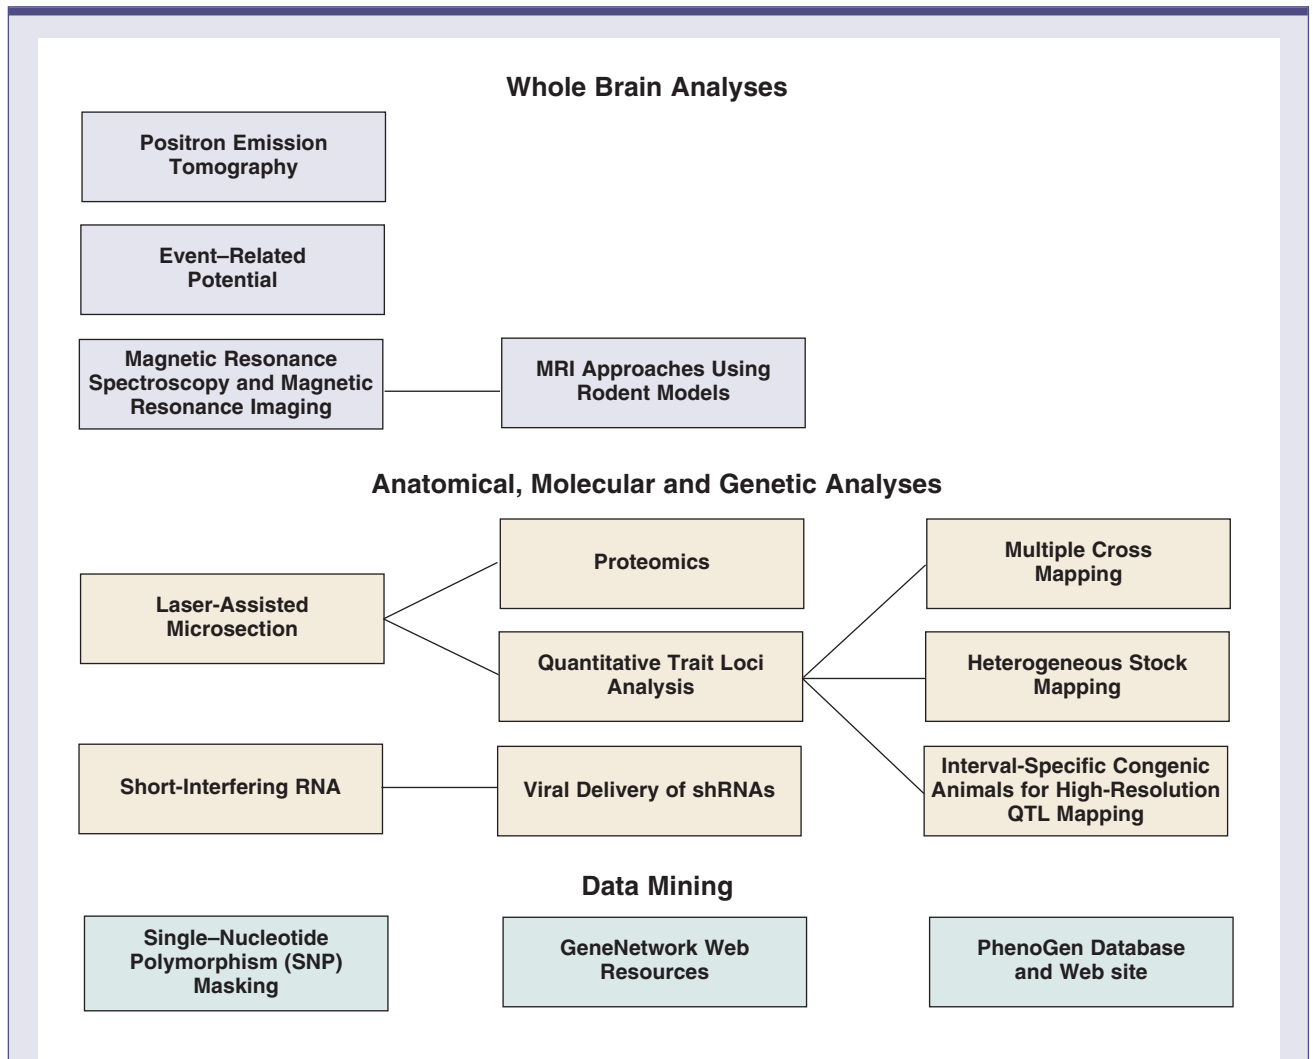 Whole Brain Analyses
Positron Emission
Tomography
Event–Related
Potential
Magnetic Resonance
Spectroscopy and Magnetic
Resonance Imaging
MRI Approaches Using
Rodent Models
Anatomical, Molecular and Genetic Analyses
Laser-Assisted
Microsection
Proteomics
Quantitative Trait Loci
Analysis
Multiple Cross
Mapping
Heterogeneous Stock
Mapping
Interval-Specific Congenic
Animals for High-Resolution
QTL Mapping
Short-Interfering RNA
Viral Delivery of shRNAs
Data Mining
Single–Nucleotide
Polymorphism (SNP)
Masking
GeneNetwork Web
Resources
PhenoGen Database
and Web site